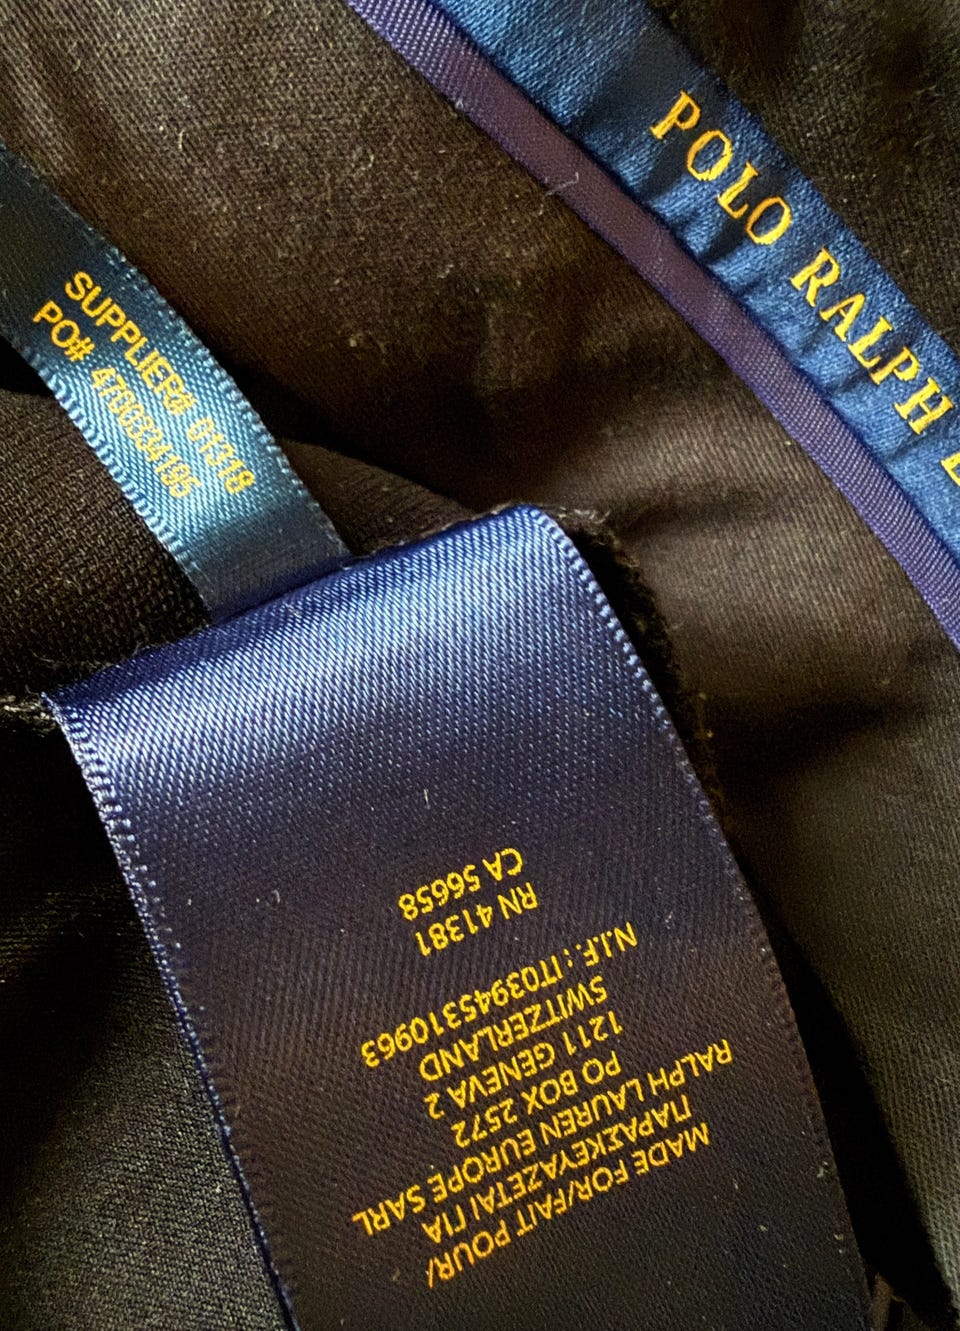 POLO RALPH
SUPPLIER# 01318
PO# 4700334195
MADE FOR/FAIT POUR/
ΠΑΡΑΣΚΕΥΑΖΕΤΑΙ ΓΙΑ
RALPH LAUREN EUROPE SARL
PO BOX 2572
1211 GENEVA 2
SWITZERLAND
N.I.F.: IT03945310963
RN 41381
CA 56658